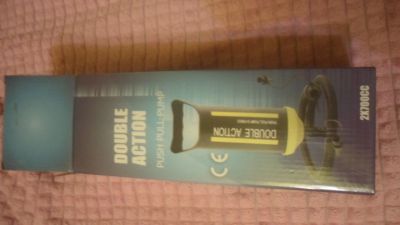 DOUBLE
ACTION
PUSH PULL PUMP
DOUBLE ACTION
CE
2X700CC